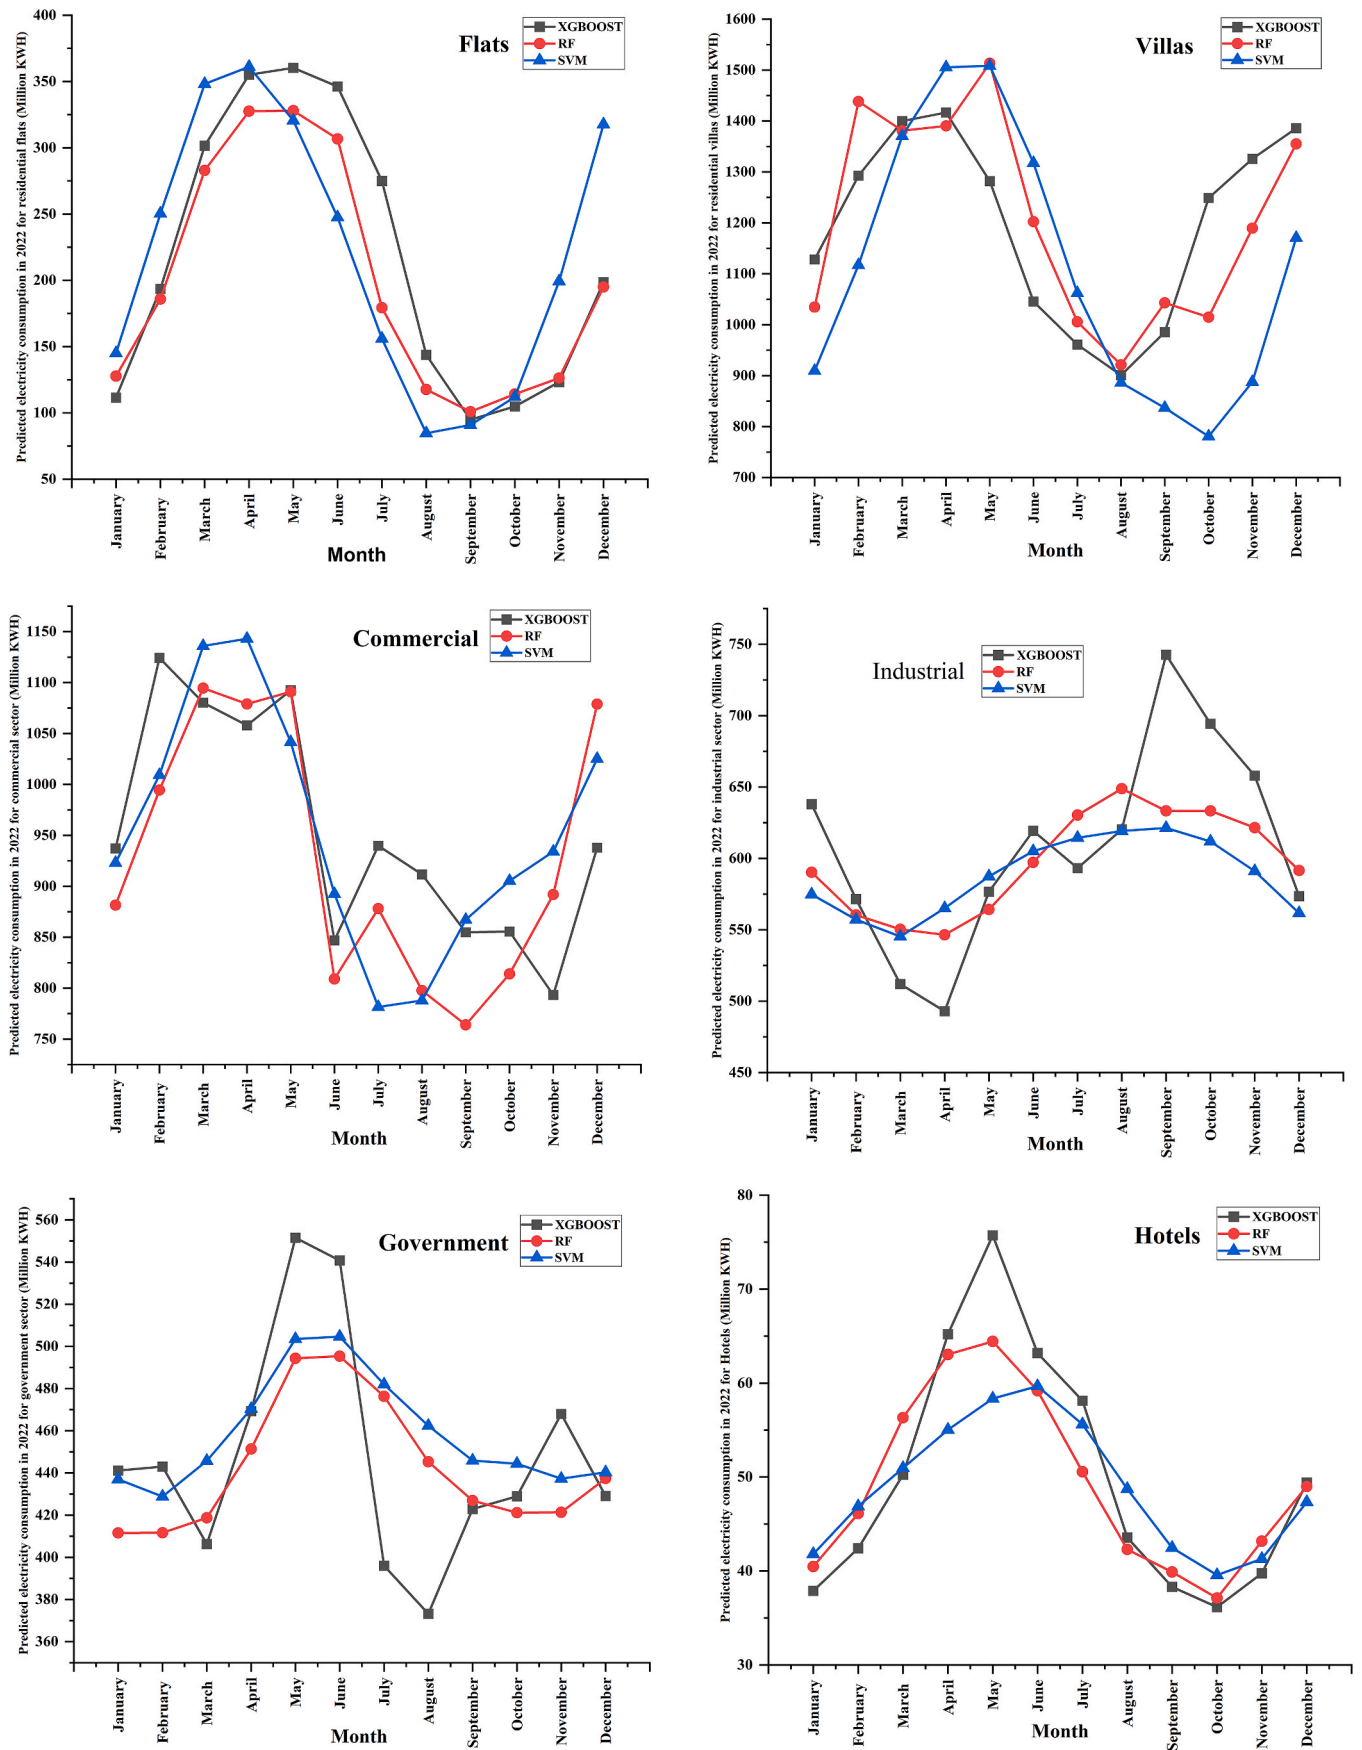 Predicted electricity consumption in 2022 for residential flats (Million KWH)
400
350
300
250
200
150
100
50
Flats
XGBOOST
RF
SVM
January
February
March
April
May
June
July
August
September
October
November
December
Month
Predicted electricity consumption in 2022 for residential villas (Million KWH)
1600
1500
1400
1300
1200
1100
1000
900
800
700
Villas
XGBOOST
RF
SVM
January
February
March
April
May
June
July
August
September
October
November
December
Month
Predicted electricity consumption in 2022 for commercial sector (Million KWH)
1150
1100
1050
1000
950
900
850
800
750
Commercial
XGBOOST
RF
SVM
January
February
March
April
May
June
July
August
September
October
November
December
Month
Predicted electricity consumption in 2022 for industrial sector (Million KWH)
750
700
650
600
550
500
450
Industrial
XGBOOST
RF
SVM
January
February
March
April
May
June
July
August
September
October
November
December
Month
Predicted electricity consumption in 2022 for government sector (Million KWH)
560
540
520
500
480
460
440
420
400
380
360
Government
XGBOOST
RF
SVM
January
February
March
April
May
June
July
August
September
October
November
December
Month
Predicted electricity consumption in 2022 for Hotels (Million KWH)
80
70
60
50
40
30
Hotels
XGBOOST
RF
SVM
January
February
March
April
May
June
July
August
September
October
November
December
Month